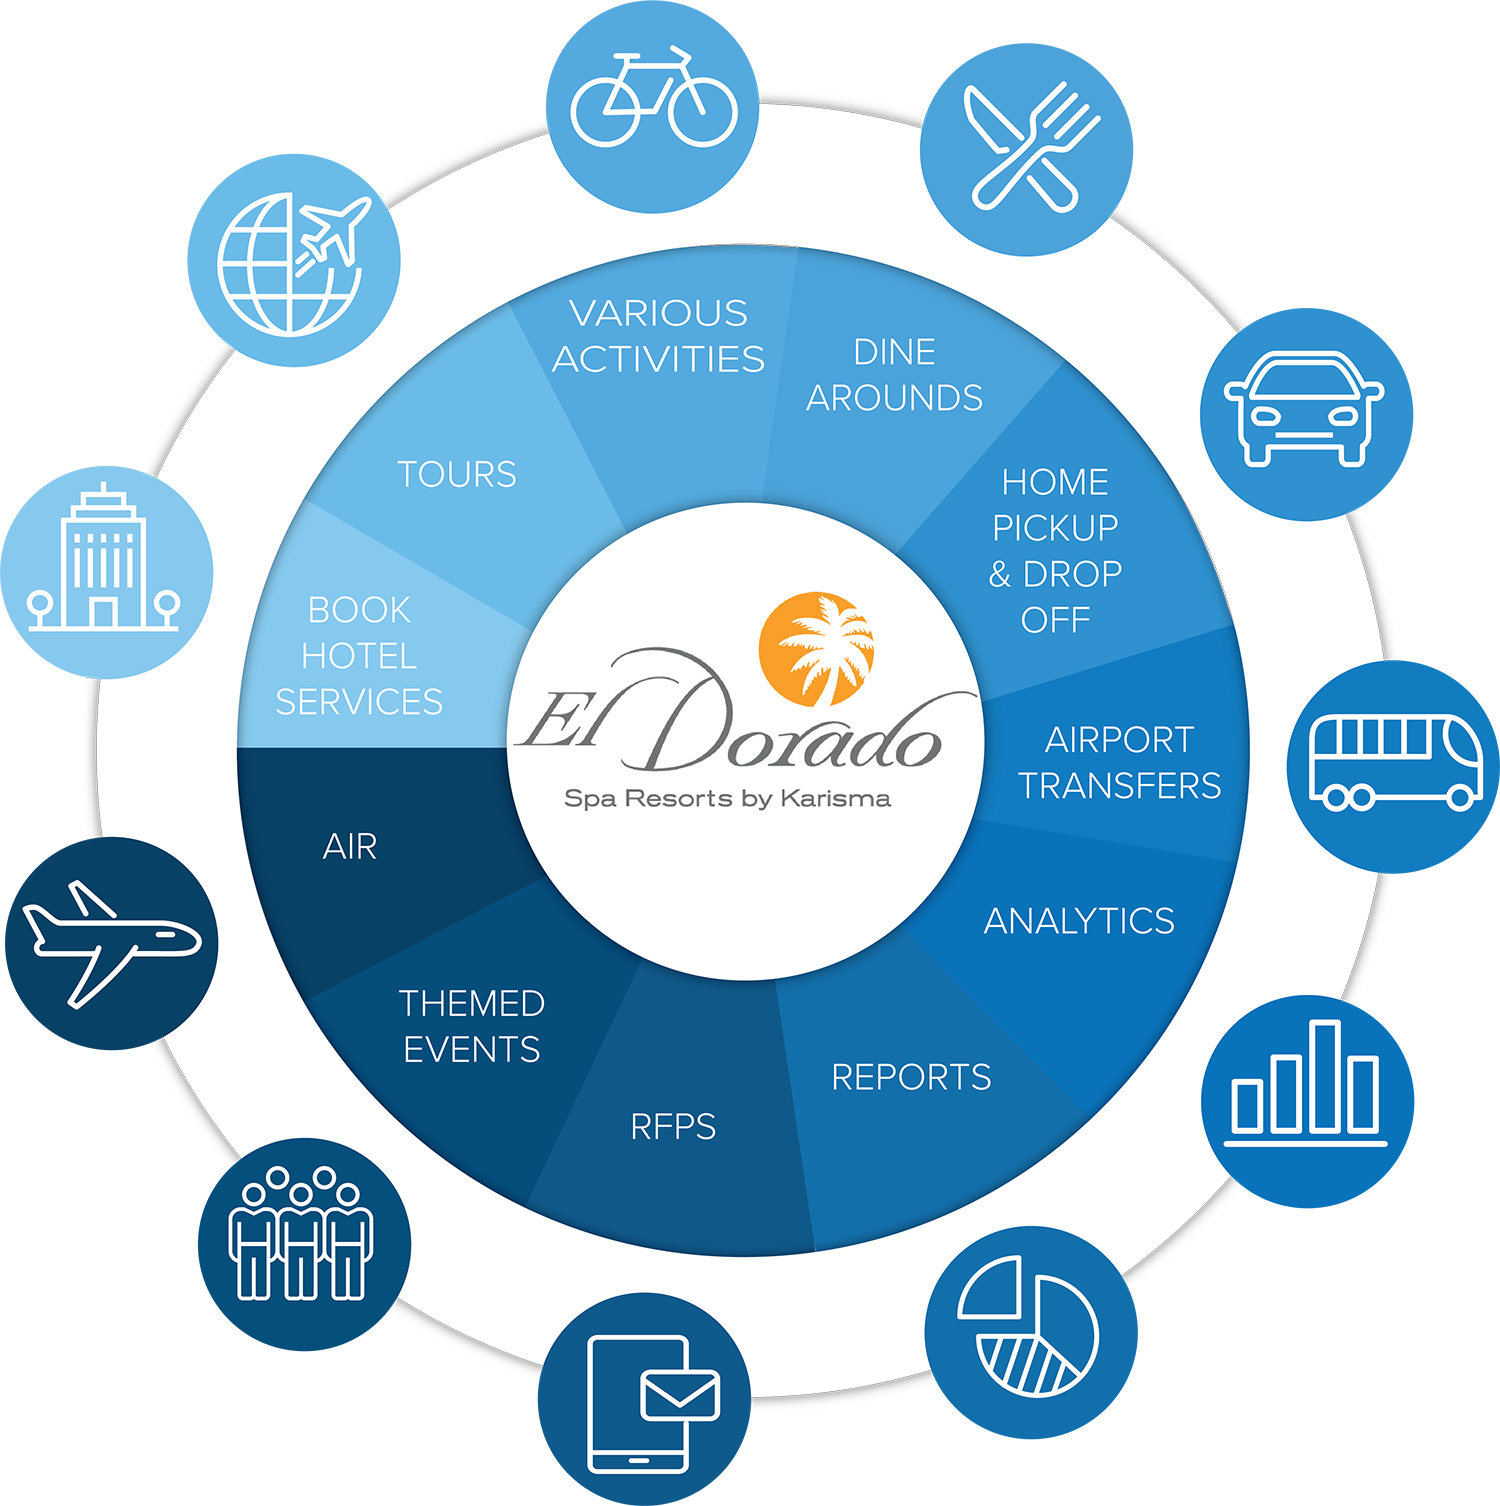 VARIOUS
ACTIVITIES
DINE
AROUNDS
HOME
PICKUP
& DROP
OFF
AIRPORT
TRANSFERS
ANALYTICS
REPORTS
RFPS
THEMED
EVENTS
AIR
BOOK
HOTEL
SERVICES
TOURS
El Dorado
Spa Resorts by Karisma